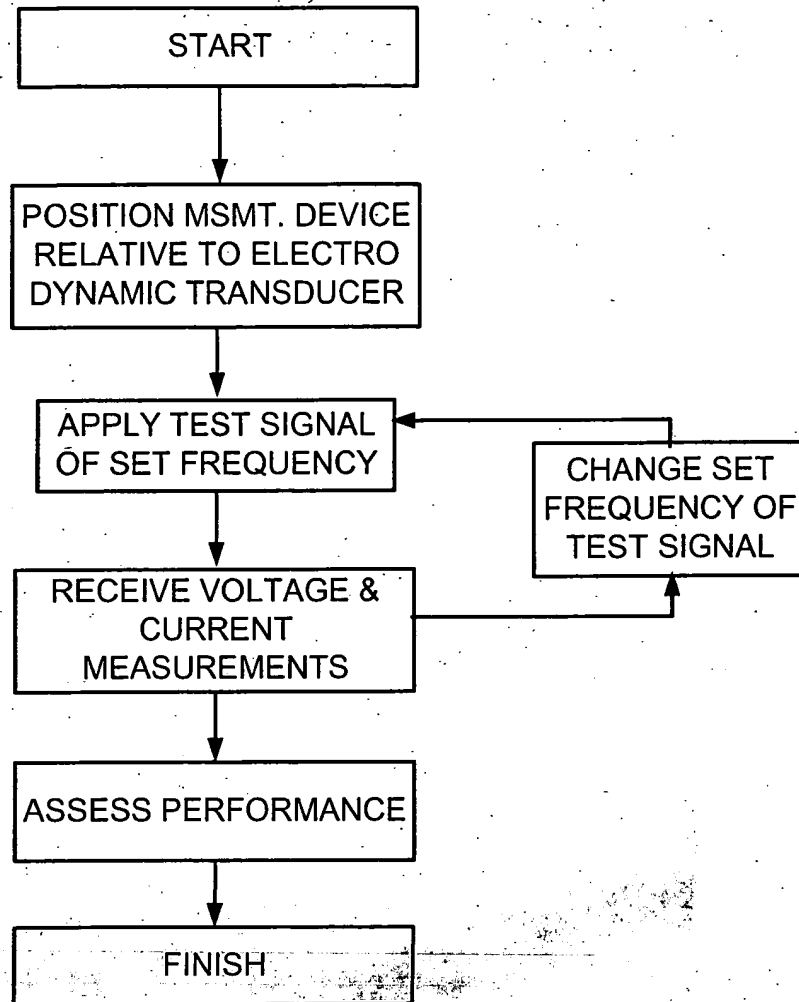 START
POSITION MSMT. DEVICE
RELATIVE TO ELECTRO
DYNAMIC TRANSDUCER
APPLY TEST SIGNAL
OF SET FREQUENCY
CHANGE SET
FREQUENCY OF
TEST SIGNAL
RECEIVE VOLTAGE &
CURRENT
MEASUREMENTS
ASSESS PERFORMANCE
FINISH